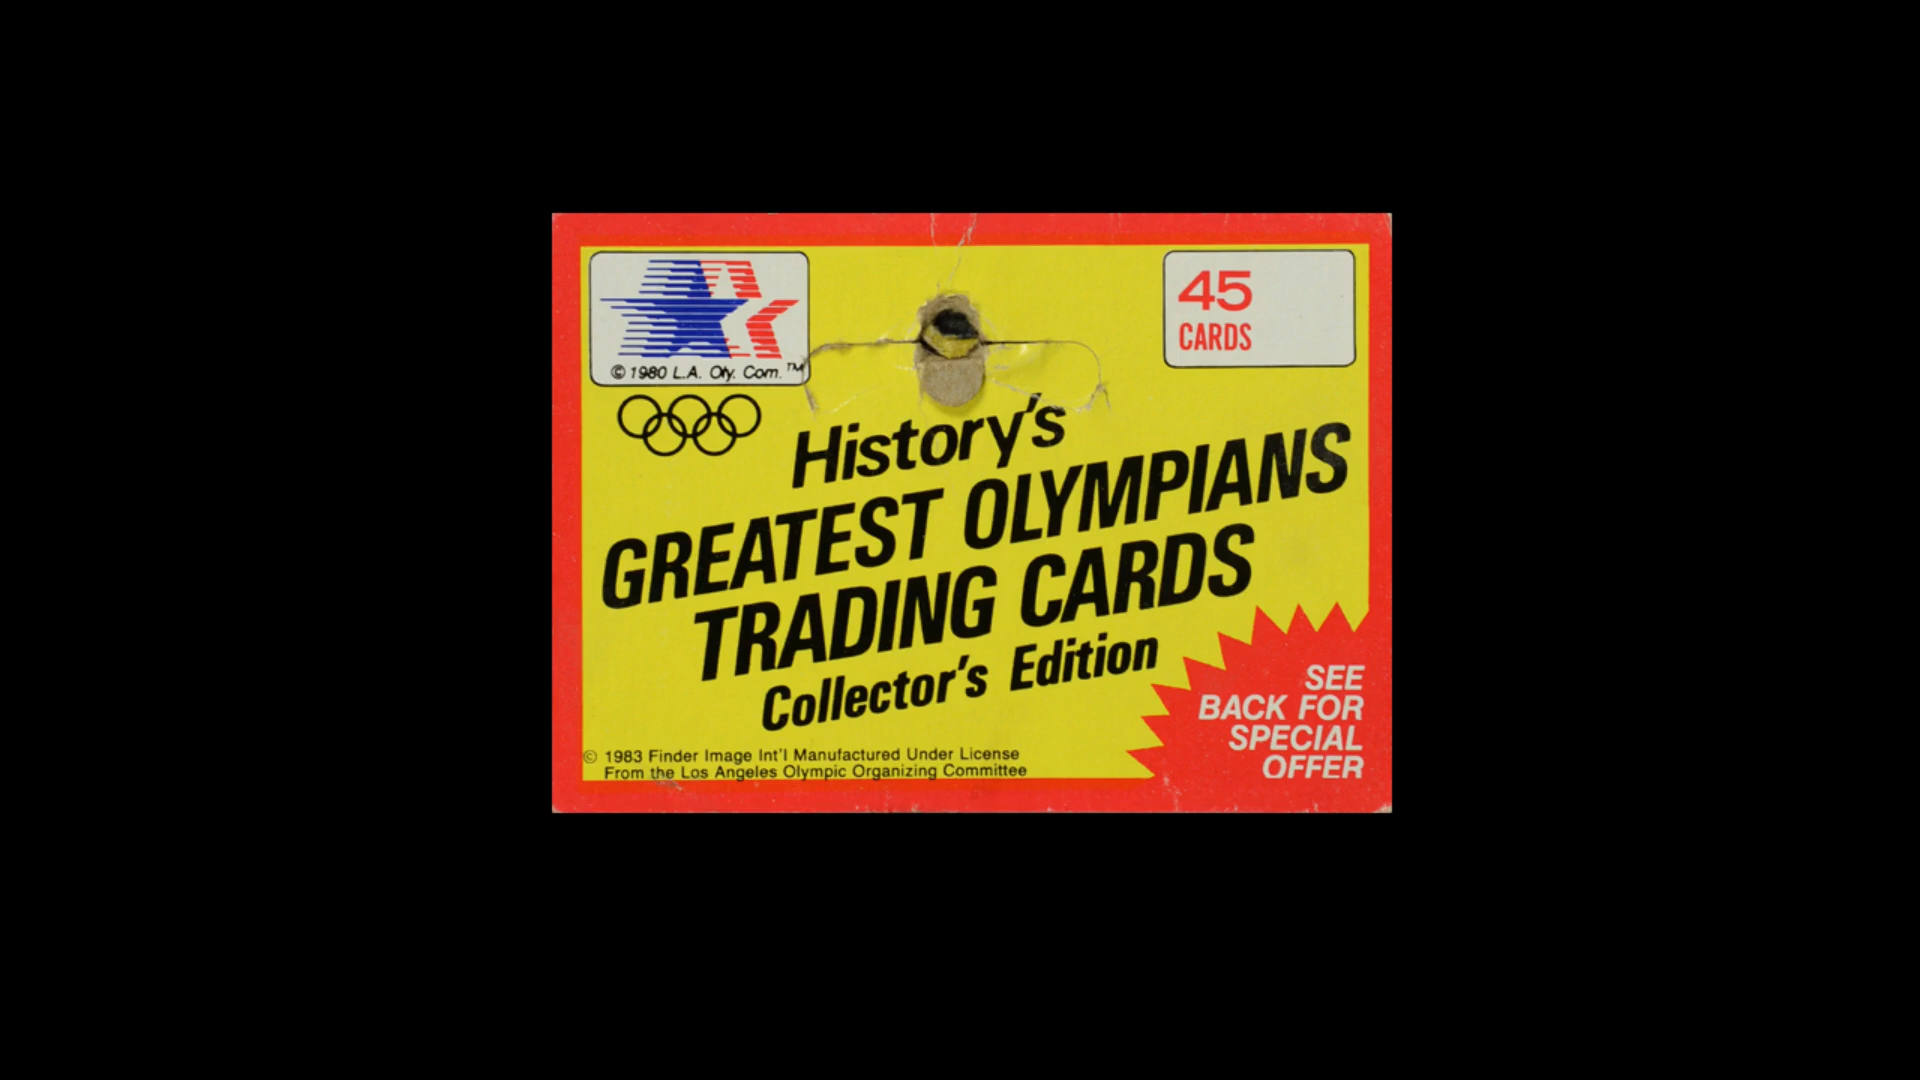 © 1980 L.A. Oly. Com.™
45
CARDS
History's
GREATEST OLYMPIANS
TRADING CARDS
Collector's Edition
© 1983 Finder Image Int'l Manufactured Under License
From the Los Angeles Olympic Organizing Committee
SEE
BACK FOR
SPECIAL
OFFER